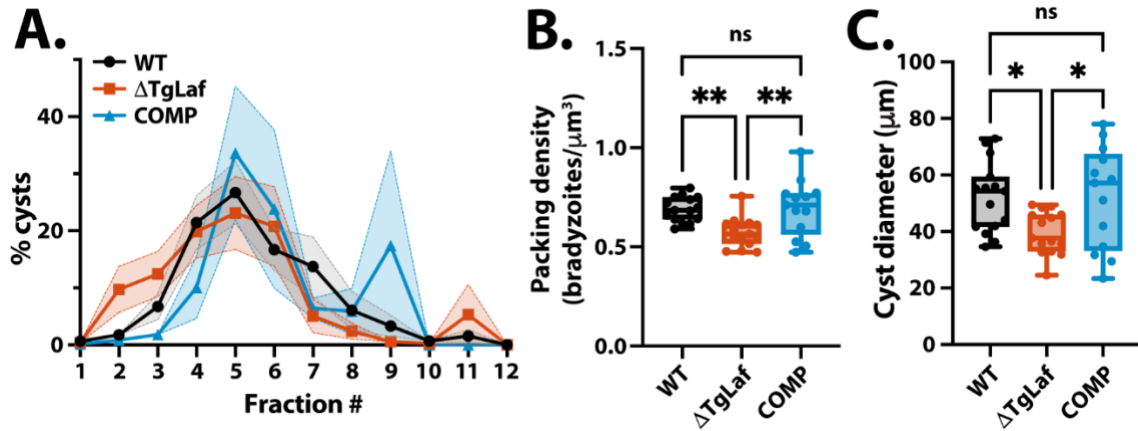 A.
WT
ΔTgLaf
COMP
% cysts
40
20
0
1 2 3 4 5 6 7 8 9 10 11 12
Fraction #
B.
ns
** **
Packing density
(bradyzoites/μm³)
1.5
1.0
0.5
0.0
WT ΔTgLaf COMP
C.
ns
* *
Cyst diameter (μm)
100
80
60
40
20
0
WT ΔTgLaf COMP